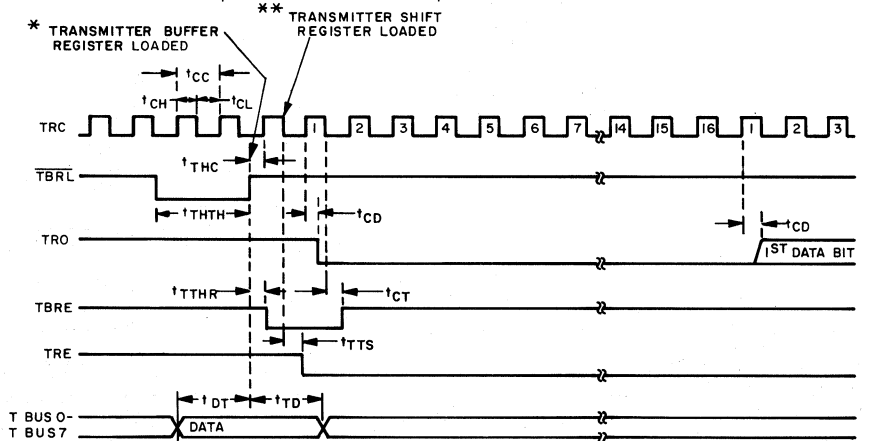 * TRANSMITTER BUFFER
REGISTER LOADED
** TRANSMITTER SHIFT
REGISTER LOADED
tCC
tCH tCL
TRC 1 2 3 4 5 6 7 14 15 16 1 2 3
tTHC
TBRL
tTHTH tCD
TRO tCD
1ST DATA BIT
tTTHR tCT
TBRE
tTTS
TRE
tDT tTD
T BUS 0-
T BUS 7 DATA